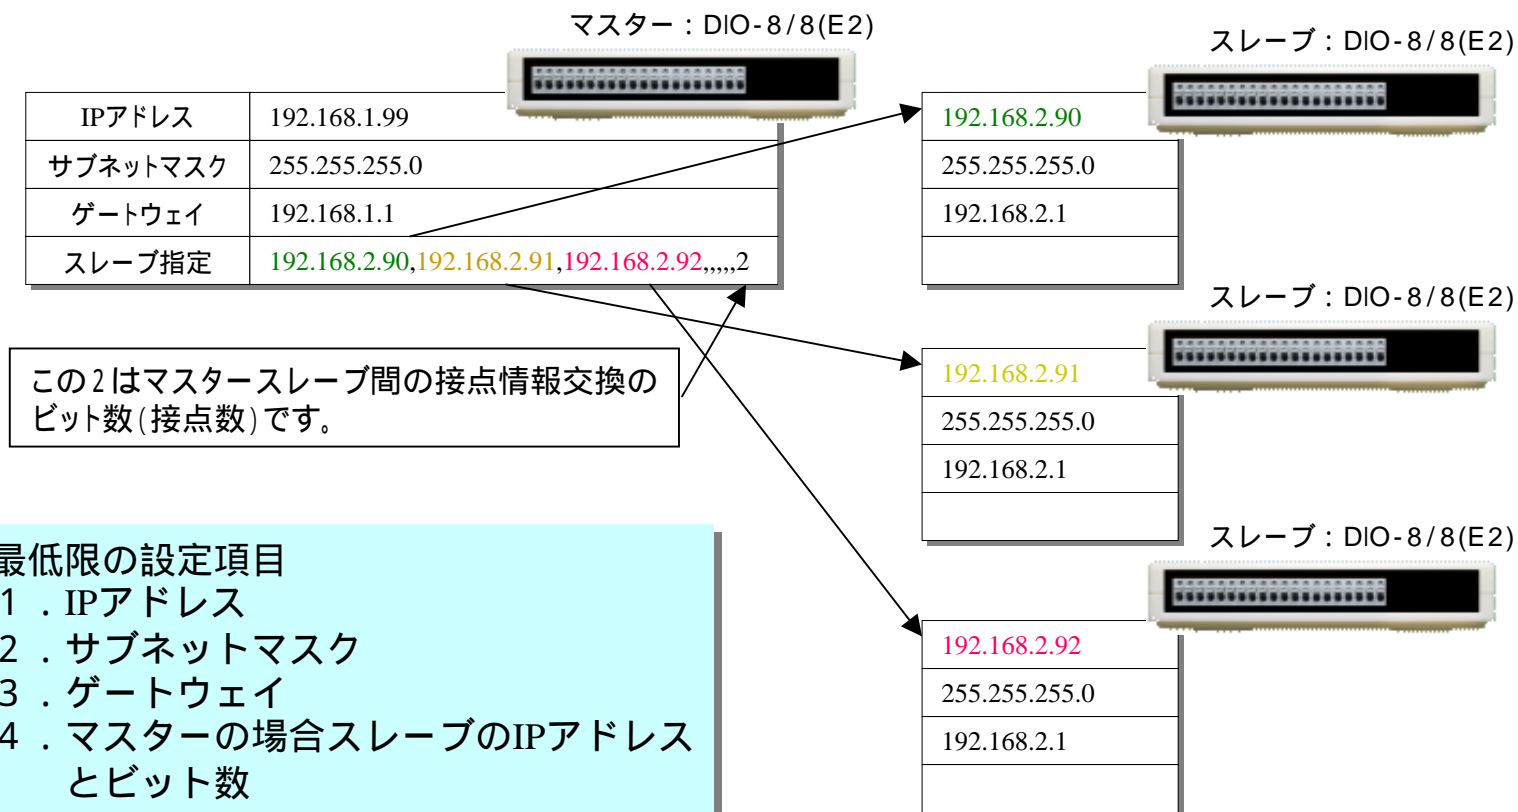 マスター：DIO-8/8(E2)
IPアドレス 192.168.1.99
サブネットマスク 255.255.255.0
ゲートウェイ 192.168.1.1
スレーブ指定 192.168.2.90,192.168.2.91,192.168.2.92,,,,,2
この2はマスタースレーブ間の接点情報交換の
ビット数(接点数)です。
スレーブ：DIO-8/8(E2)
192.168.2.90
255.255.255.0
192.168.2.1
スレーブ：DIO-8/8(E2)
192.168.2.91
255.255.255.0
192.168.2.1
スレーブ：DIO-8/8(E2)
192.168.2.92
255.255.255.0
192.168.2.1
最低限の設定項目
1．IPアドレス
2．サブネットマスク
3．ゲートウェイ
4．マスターの場合スレーブのIPアドレス
とビット数